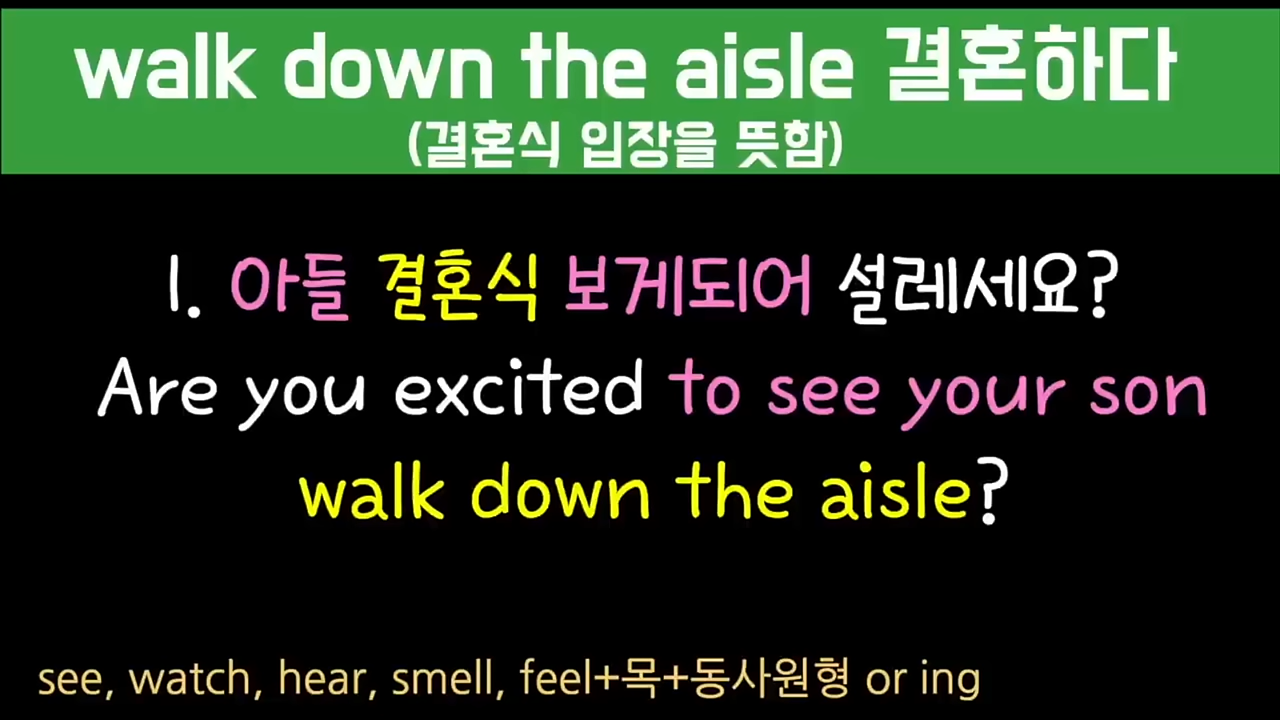 walk down the aisle 결혼하다
(결혼식 입장을 뜻함)
1. 아들 결혼식 보게되어 설레세요?
Are you excited to see your son
walk down the aisle?
see, watch, hear, smell, feel+목+동사원형 or ing